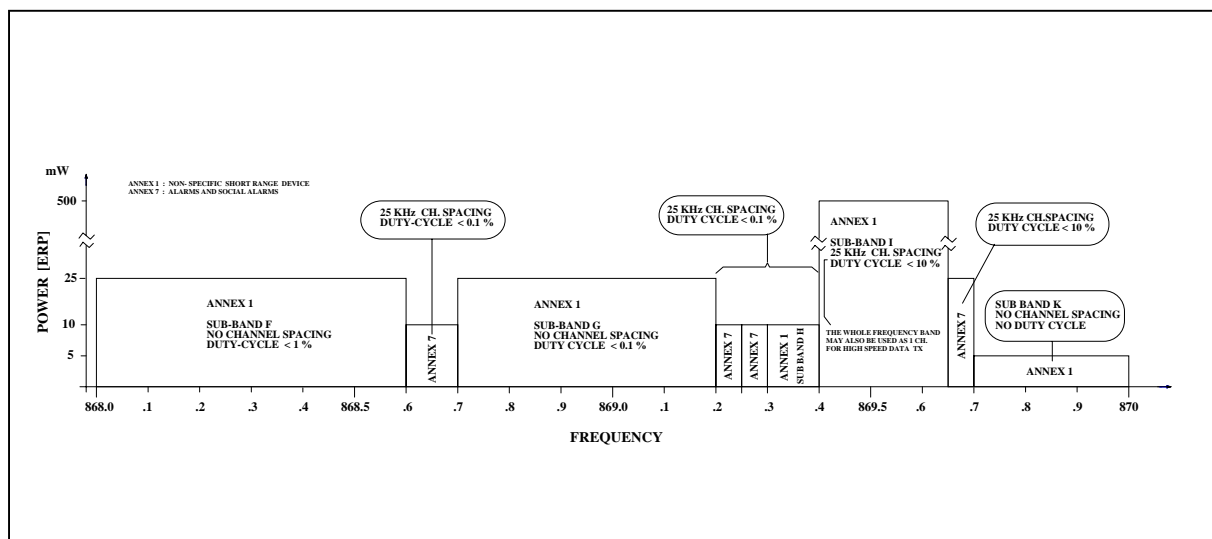 mW
ANNEX 1 : NON- SPECIFIC SHORT RANGE DEVICE
ANNEX 7 : ALARMS AND SOCIAL ALARMS
500
25
10
5
POWER [ERP]
25 KHz CH. SPACING
DUTY-CYCLE < 0.1 %
25 KHz CH. SPACING
DUTY CYCLE < 0.1 %
ANNEX 1
SUB-BAND I
25 KHz CH. SPACING
DUTY CYCLE < 10 %
THE WHOLE FREQUENCY BAND
MAY ALSO BE USED AS 1 CH.
FOR HIGH SPEED DATA TX
25 KHz CH.SPACING
DUTY CYCLE < 10 %
ANNEX 1
SUB-BAND F
NO CHANNEL SPACING
DUTY-CYCLE < 1 %
ANNEX 7
ANNEX 1
SUB-BAND G
NO CHANNEL SPACING
DUTY CYCLE < 0.1 %
ANNEX 7
ANNEX 7
ANNEX 1
SUB BAND H
ANNEX 7
SUB BAND K
NO CHANNEL SPACING
NO DUTY CYCLE
ANNEX 1
868.0 .1 .2 .3 .4 868.5 .6 .7 .8 .9 869.0 .1 .2 .3 .4 869.5 .6 .7 .8 .9 870
FREQUENCY